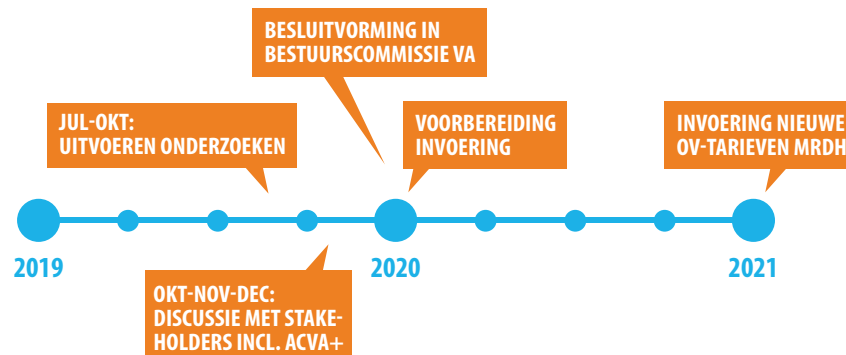 BESLUITVORMING IN
BESTUURSCOMMISSIE VA
JUL-OKT:
UITVOEREN ONDERZOEKEN
VOORBEREIDING
INVOERING
INVOERING NIEUWE
OV-TARIEVEN MRDH
2019
2020
2021
OKT-NOV-DEC:
DISCUSSIE MET STAKE-
HOLDERS INCL. ACVA+